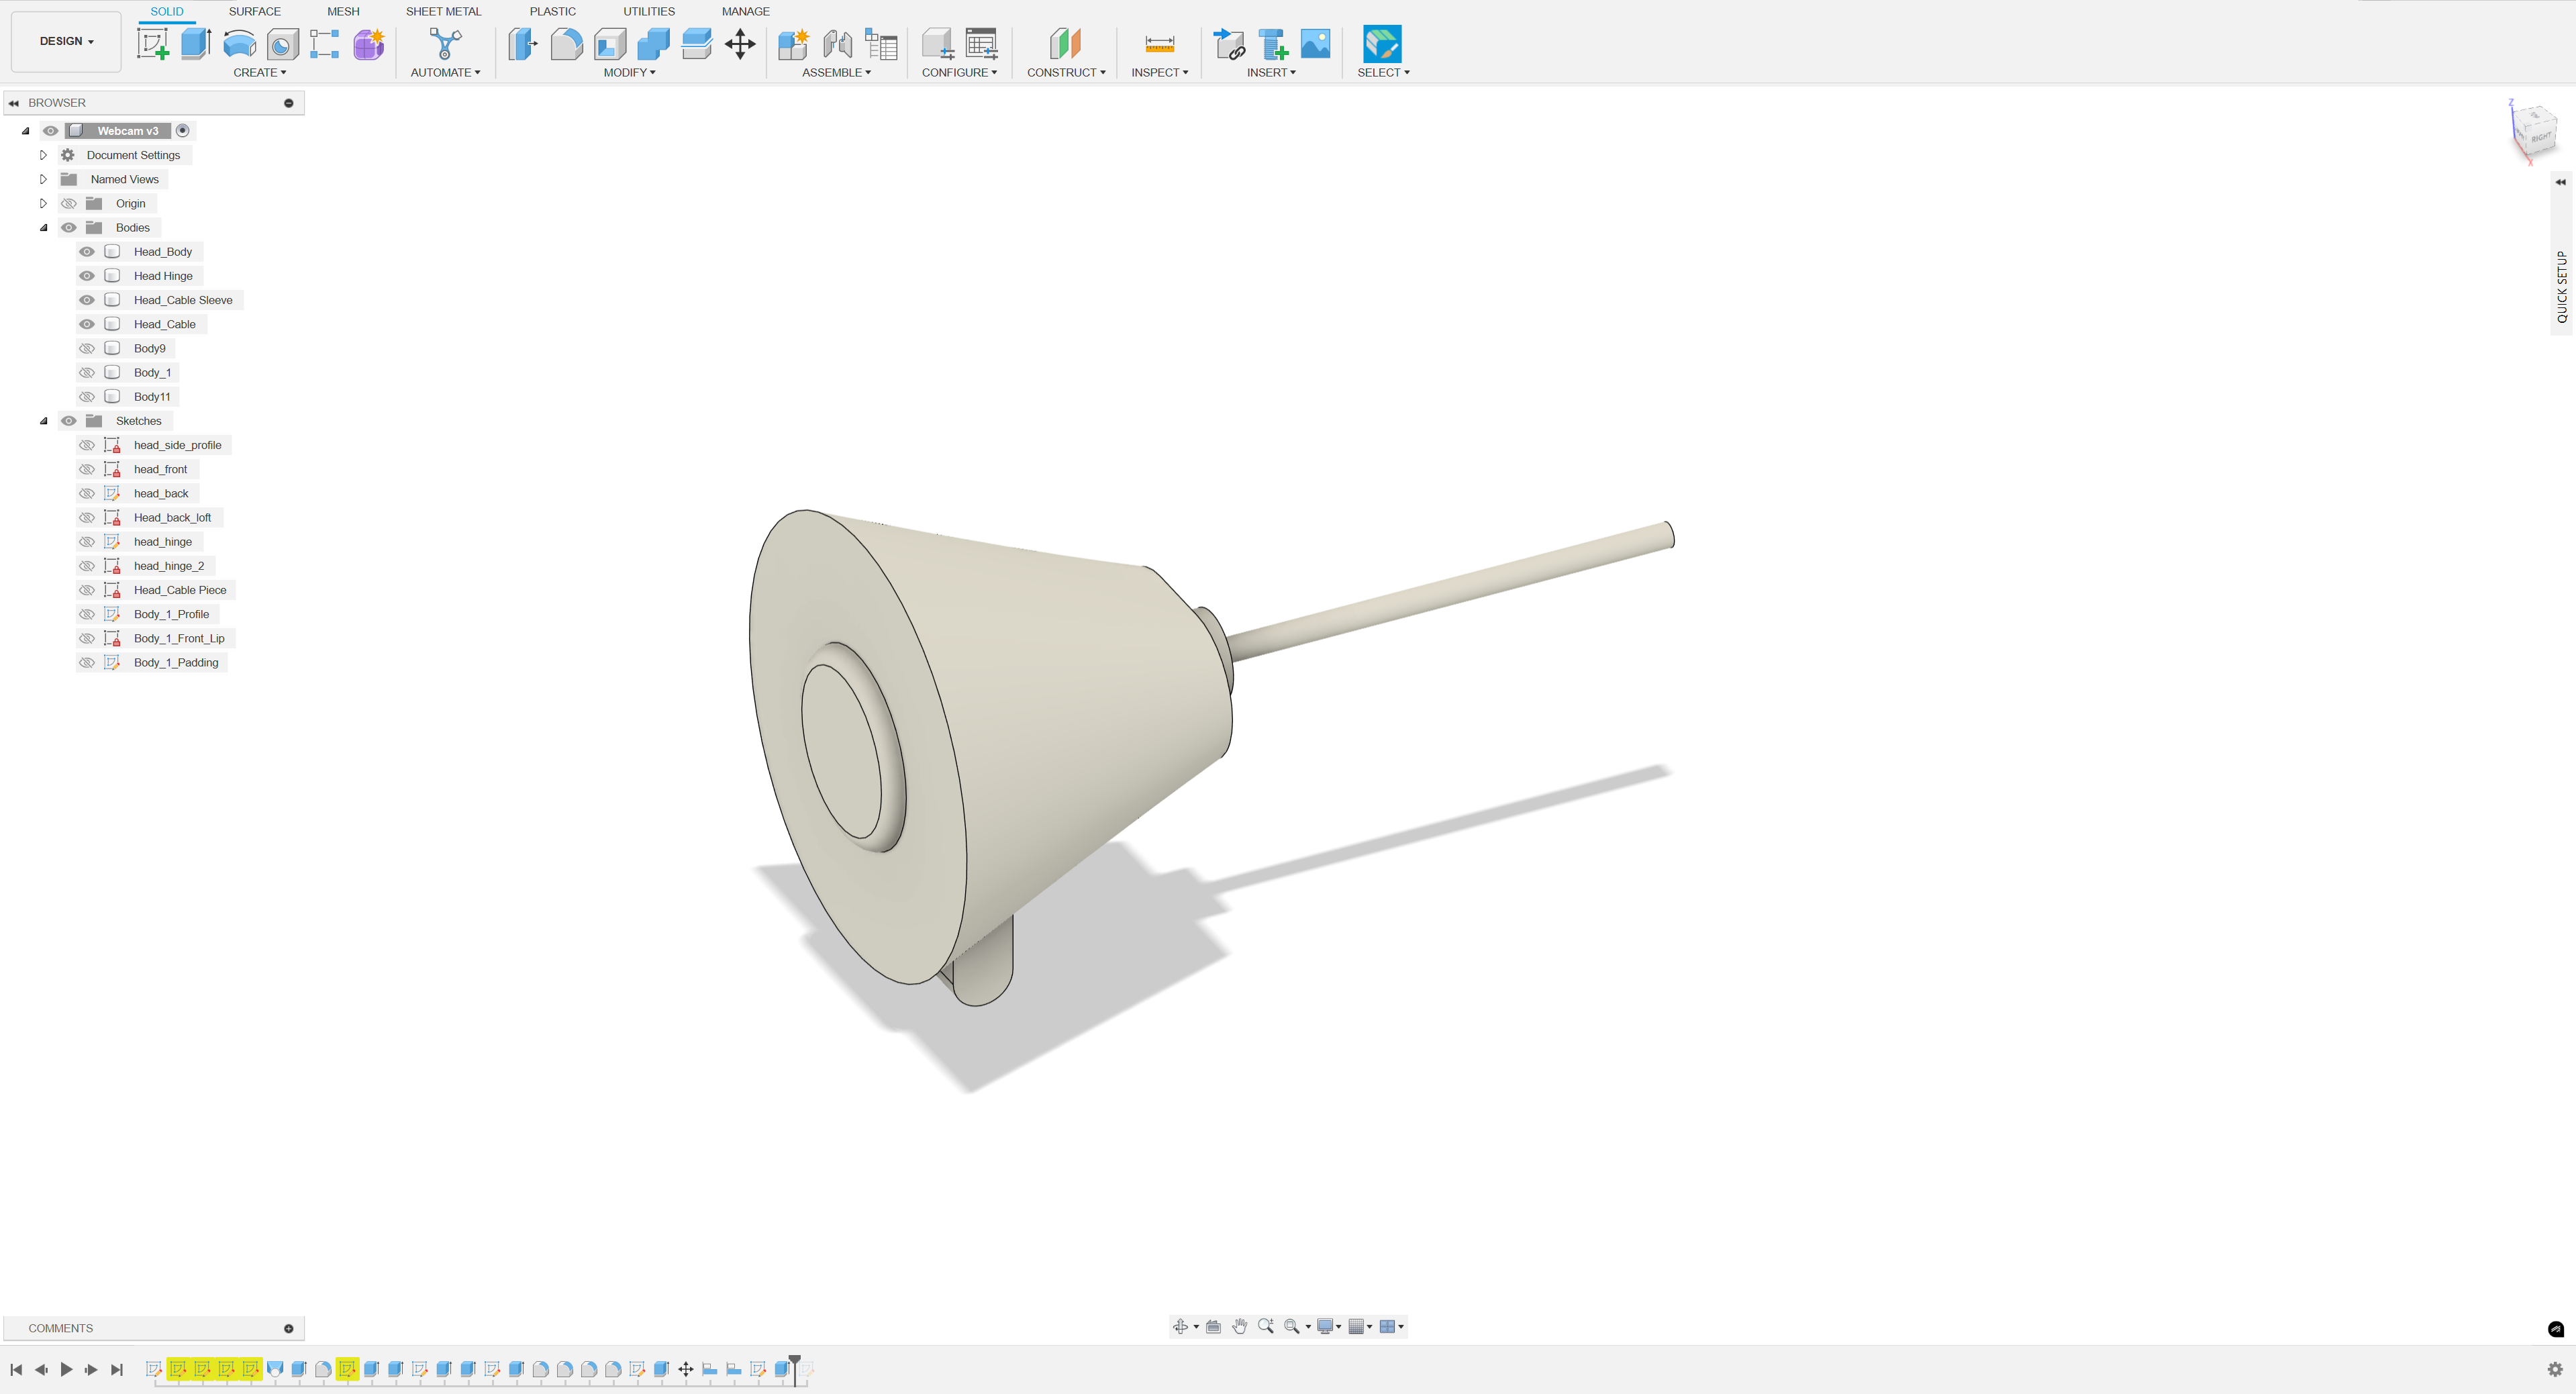 SOLID SURFACE MESH SHEET METAL PLASTIC UTILITIES MANAGE
DESIGN
CREATE AUTOMATE MODIFY ASSEMBLE CONFIGURE CONSTRUCT INSPECT INSERT SELECT
BROWSER
Webcam v3
Document Settings
Named Views
Origin
Bodies
Head_Body
Head Hinge
Head_Cable Sleeve
Head_Cable
Body9
Body_1
Body11
Sketches
head_side_profile
head_front
head_back
Head_back_loft
head_hinge
head_hinge_2
Head_Cable Piece
Body_1_Profile
Body_1_Front_Lip
Body_1_Padding
Z
RIGHT
X
QUICK SETUP
COMMENTS